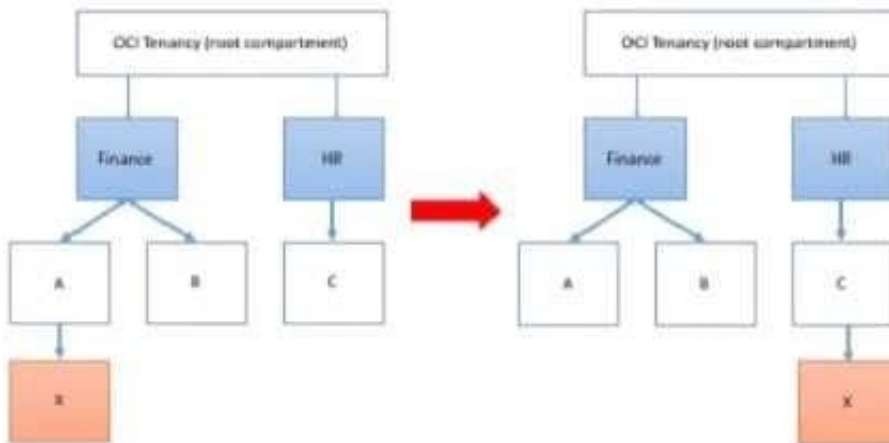 OCI Tenancy (root compartment)
Finance
HR
A
B
C
X
OCI Tenancy (root compartment)
Finance
HR
A
B
C
X